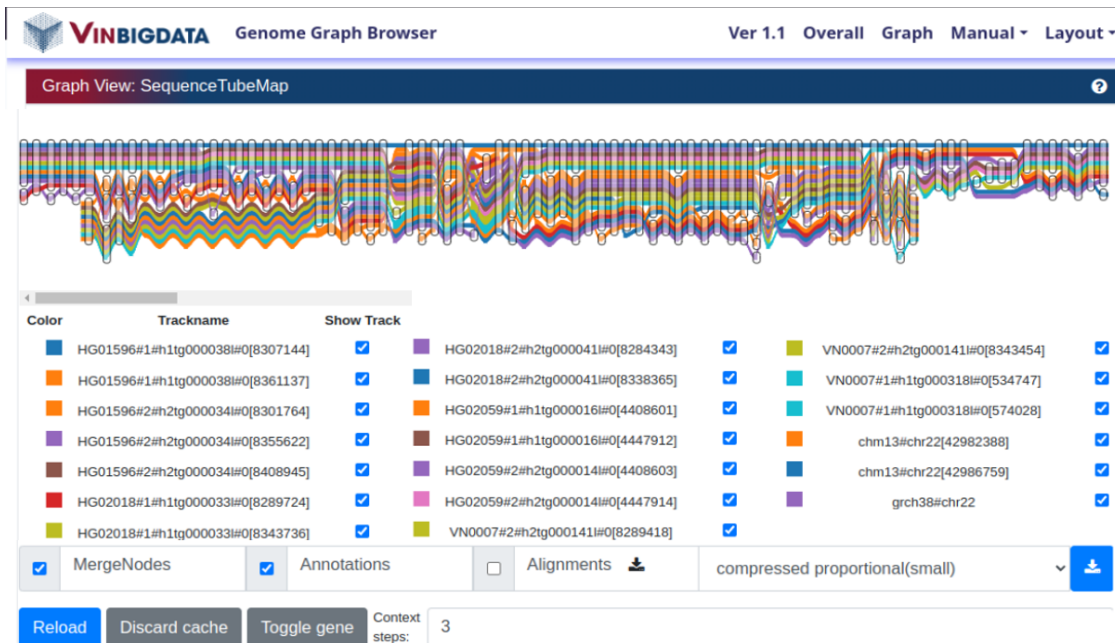 VINBIGDATA Genome Graph Browser Ver 1.1 Overall Graph Manual Layout
Graph View: SequenceTubeMap
Color Trackname Show Track
HG01596#1#h1tg000038l#0[8307144] HG02018#2#h2tg000041l#0[8284343] VN0007#2#h2tg000141l#0[8343454]
HG01596#1#h1tg000038l#0[8361137] HG02018#2#h2tg000041l#0[8338365] VN0007#1#h1tg000318l#0[534747]
HG01596#2#h2tg000034l#0[8301764] HG02059#1#h1tg000016l#0[4408601] VN0007#1#h1tg000318l#0[574028]
HG01596#2#h2tg000034l#0[8355622] HG02059#1#h1tg000016l#0[4447912] chm13#chr22[42982388]
HG01596#2#h2tg000034l#0[8408945] HG02059#2#h2tg000014l#0[4408603] chm13#chr22[42986759]
HG02018#1#h1tg000033l#0[8289724] HG02059#2#h2tg000014l#0[4447914] grch38#chr22
HG02018#1#h1tg000033l#0[8343736] VN0007#2#h2tg000141l#0[8289418]
MergeNodes Annotations Alignments compressed proportional(small)
Reload Discard cache Toggle gene Context steps: 3